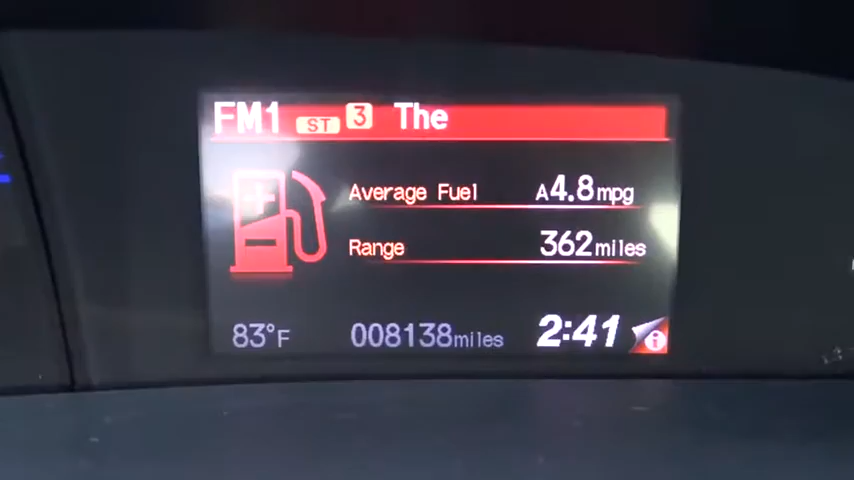 FM1 ST 3 The
Average Fuel A4.8mpg
Range 362miles
83°F 008138miles 2:41 i